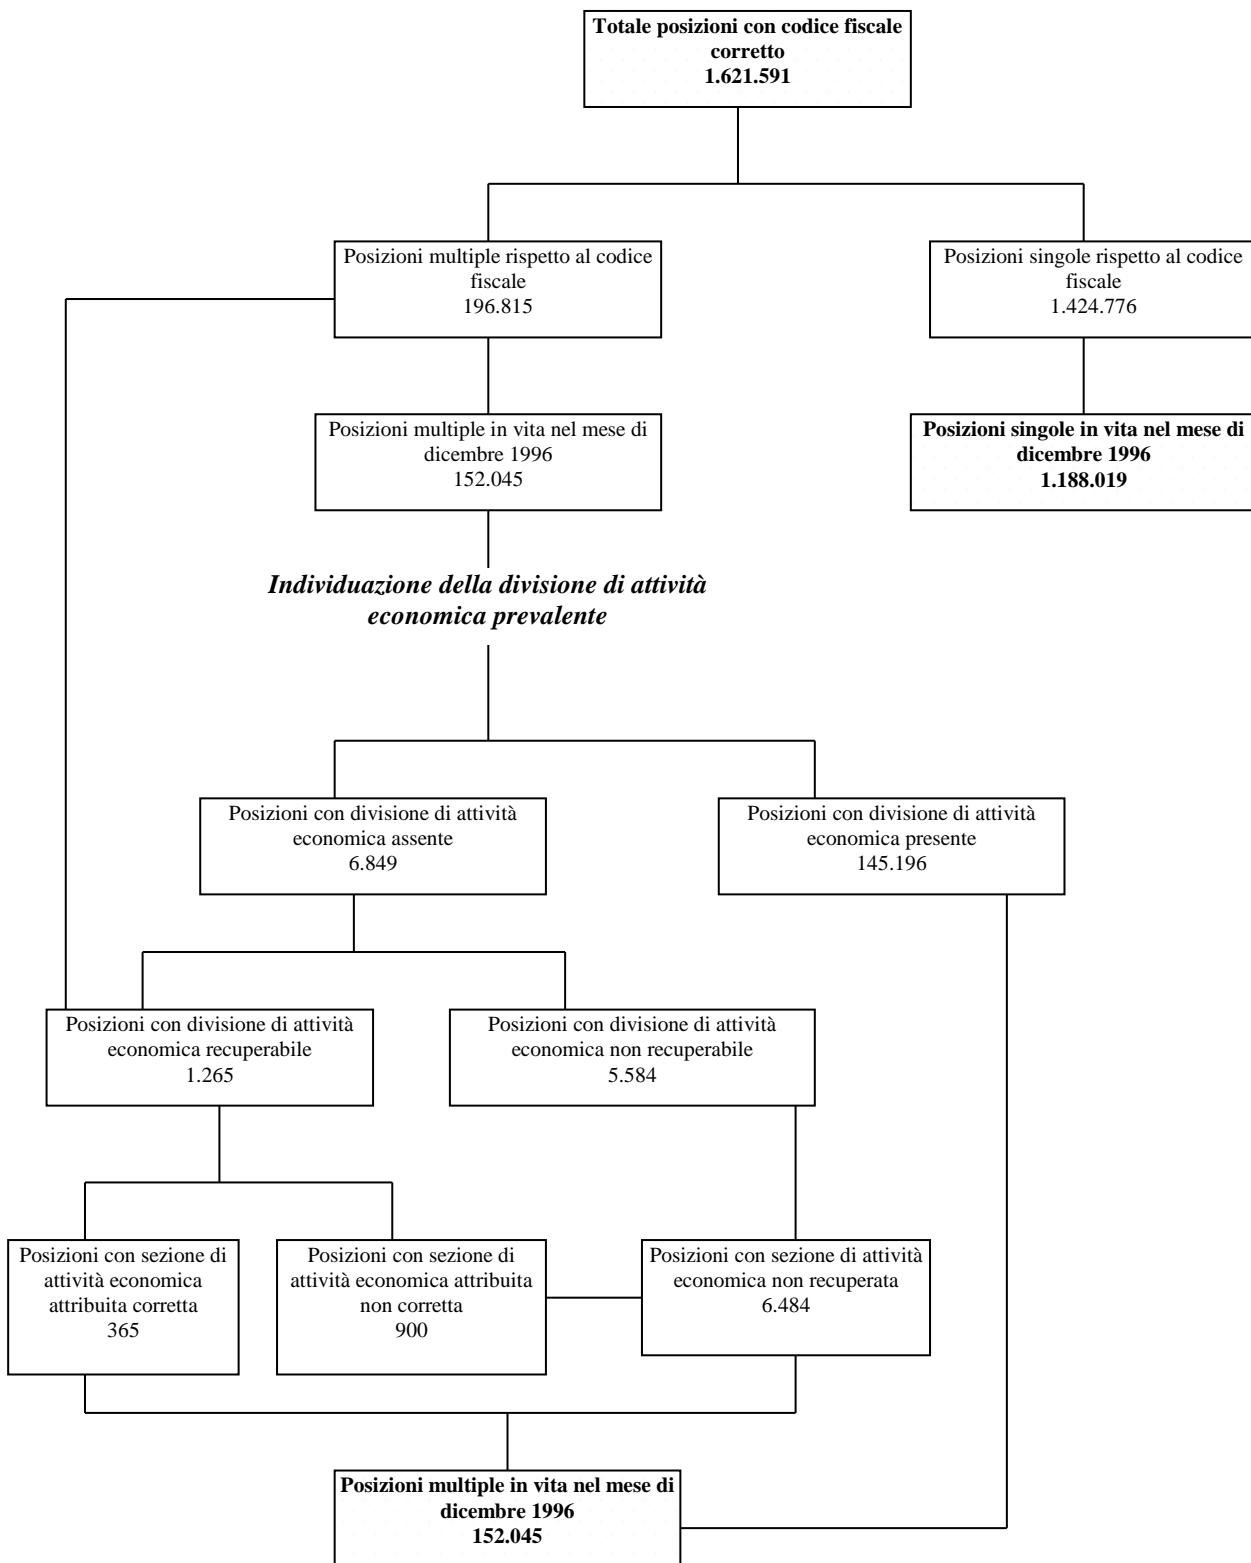 Totale posizioni con codice fiscale
corretto
1.621.591
Posizioni multiple rispetto al codice
fiscale
196.815
Posizioni singole rispetto al codice
fiscale
1.424.776
Posizioni multiple in vita nel mese di
dicembre 1996
152.045
Posizioni singole in vita nel mese di
dicembre 1996
1.188.019
Individuazione della divisione di attività
economica prevalente
Posizioni con divisione di attività
economica assente
6.849
Posizioni con divisione di attività
economica presente
145.196
Posizioni con divisione di attività
economica recuperabile
1.265
Posizioni con divisione di attività
economica non recuperabile
5.584
Posizioni con sezione di
attività economica
attribuita corretta
365
Posizioni con sezione di
attività economica attribuita
non corretta
900
Posizioni con sezione di attività
economica non recuperata
6.484
Posizioni multiple in vita nel mese di
dicembre 1996
152.045